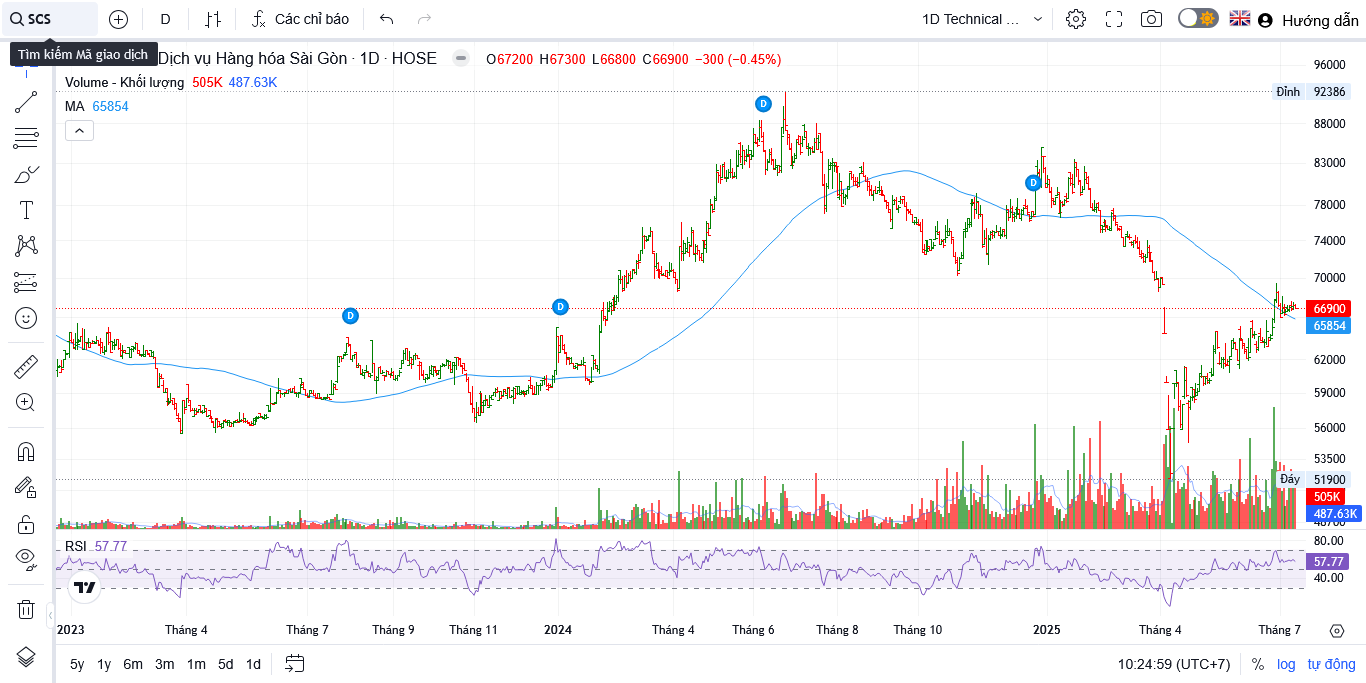 SCS
D
Các chỉ báo
1D Technical ...
Hướng dẫn
Tìm kiếm Mã giao dịch
Dịch vụ Hàng hóa Sài Gòn · 1D · HOSE
O67200 H67300 L66800 C66900 −300 (−0.45%)
Volume - Khối lượng 505K 487.63K
MA 65854
D
D
D
D
96000
Đỉnh 92386
88000
83000
78000
74000
70000
66900
65854
62000
59000
56000
53500
Đáy 51900
505K
487.63K
RSI 57.77
80.00
57.77
40.00
2023 Tháng 4 Tháng 7 Tháng 9 Tháng 11 2024 Tháng 4 Tháng 6 Tháng 8 Tháng 10 2025 Tháng 4 Tháng 7
5y 1y 6m 3m 1m 5d 1d
10:24:59 (UTC+7) % log tự động